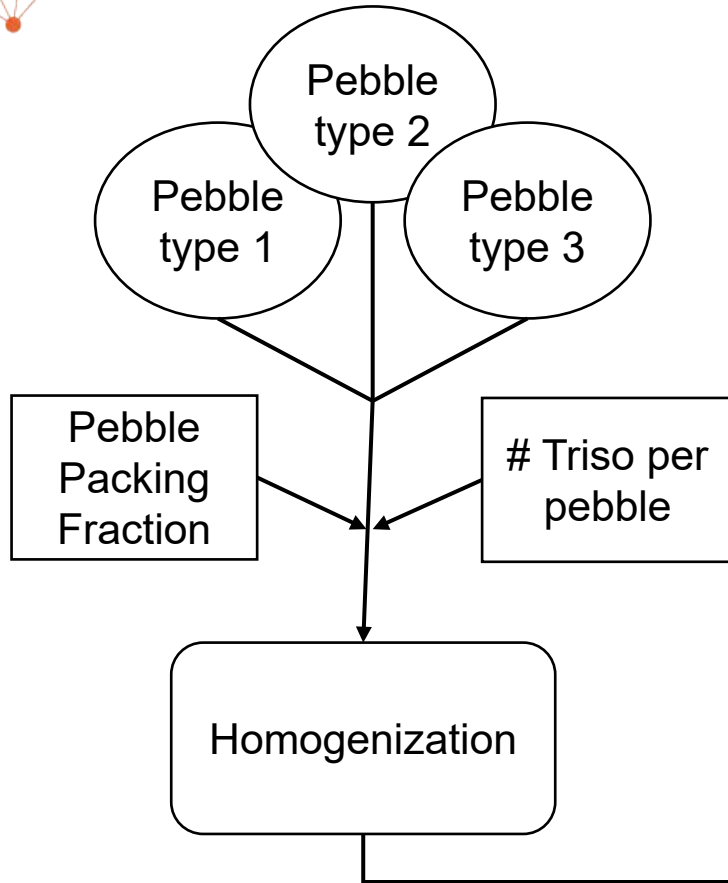 Pebble
type 2
Pebble
type 1
Pebble
type 3
Pebble
Packing
Fraction
# Triso per
pebble
Homogenization